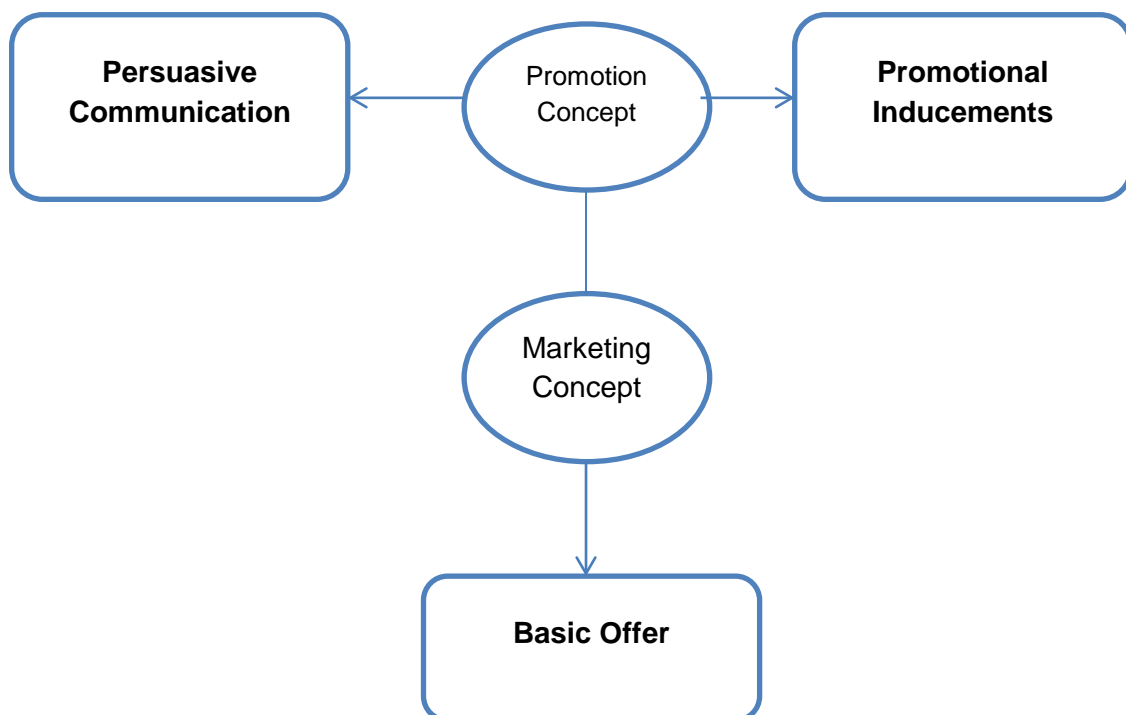 Persuasive
Communication
Promotion
Concept
Promotional
Inducements
Marketing
Concept
Basic Offer